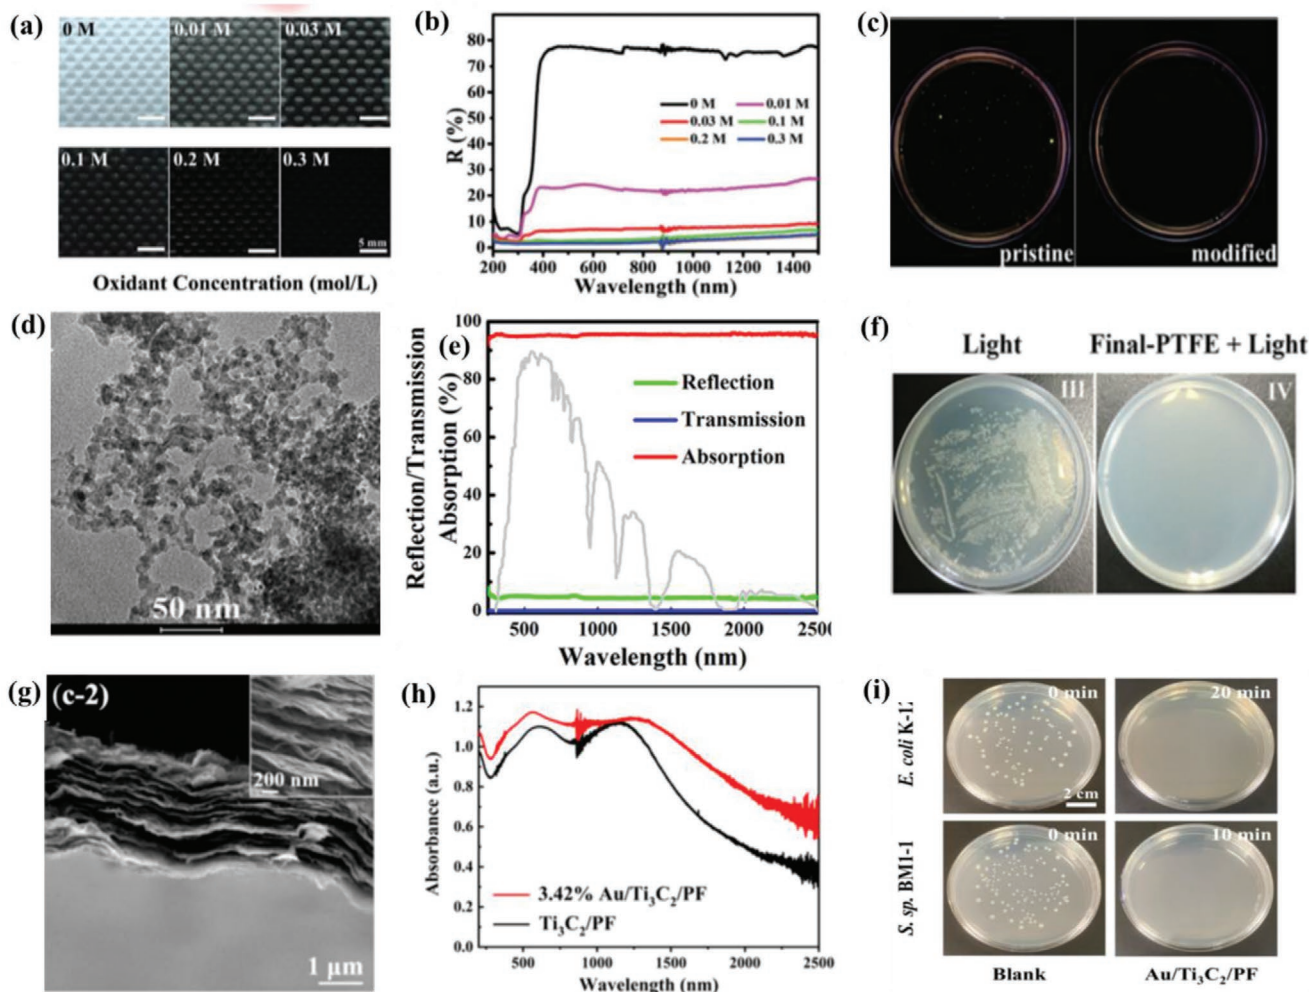 (a)
0 M
0.01 M
0.03 M
0.1 M
0.2 M
0.3 M
5 mm
Oxidant Concentration (mol/L)
(b)
R (%)
80
70
60
50
40
30
20
10
0
0 M
0.01 M
0.03 M
0.1 M
0.2 M
0.3 M
200 400 600 800 1000 1200 1400
Wavelength (nm)
(c)
pristine
modified
(d)
50 nm
(e)
Reflection/Transmission
Absorption (%)
100
80
60
40
20
0
Reflection
Transmission
Absorption
500 1000 1500 2000 2500
Wavelength (nm)
(f)
Light
Final-PTFE + Light
III
IV
(g)
(c-2)
200 nm
1 μm
(h)
Absorbance (a.u.)
1.2
1.0
0.8
0.6
0.4
0.2
0.0
3.42% Au/Ti₃C₂/PF
Ti₃C₂/PF
500 1000 1500 2000 2500
Wavelength (nm)
(i)
E. coli K-12
0 min
20 min
2 cm
S. sp. BM1-1
0 min
10 min
Blank
Au/Ti₃C₂/PF